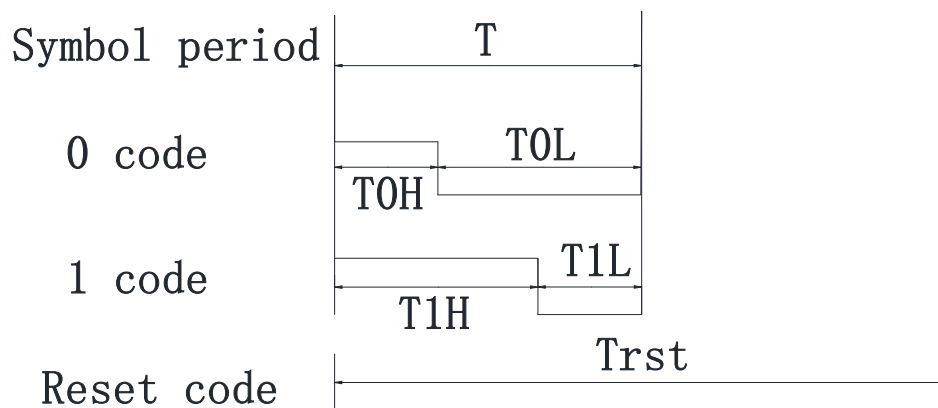 Symbol period T
0 code T0H T0L
1 code T1H T1L
Reset code Trst